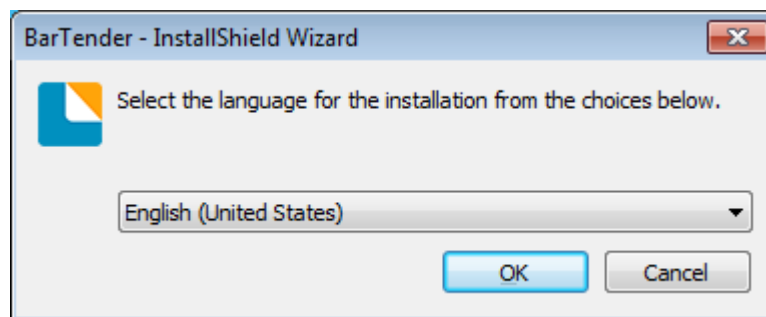 BarTender - InstallShield Wizard
Select the language for the installation from the choices below.
English (United States)
OK
Cancel